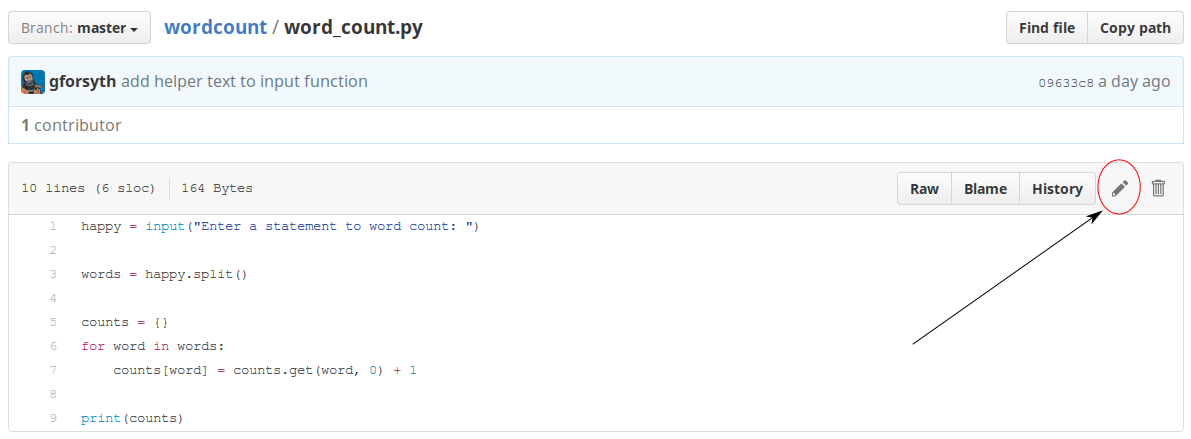 Branch: master wordcount / word_count.py Find file Copy path
gforsyth add helper text to input function 09633c8 a day ago
1 contributor
10 lines (6 sloc) 164 Bytes Raw Blame History
1 happy = input("Enter a statement to word count: ")
2
3 words = happy.split()
4
5 counts = {}
6 for word in words:
7     counts[word] = counts.get(word, 0) + 1
8
9 print(counts)